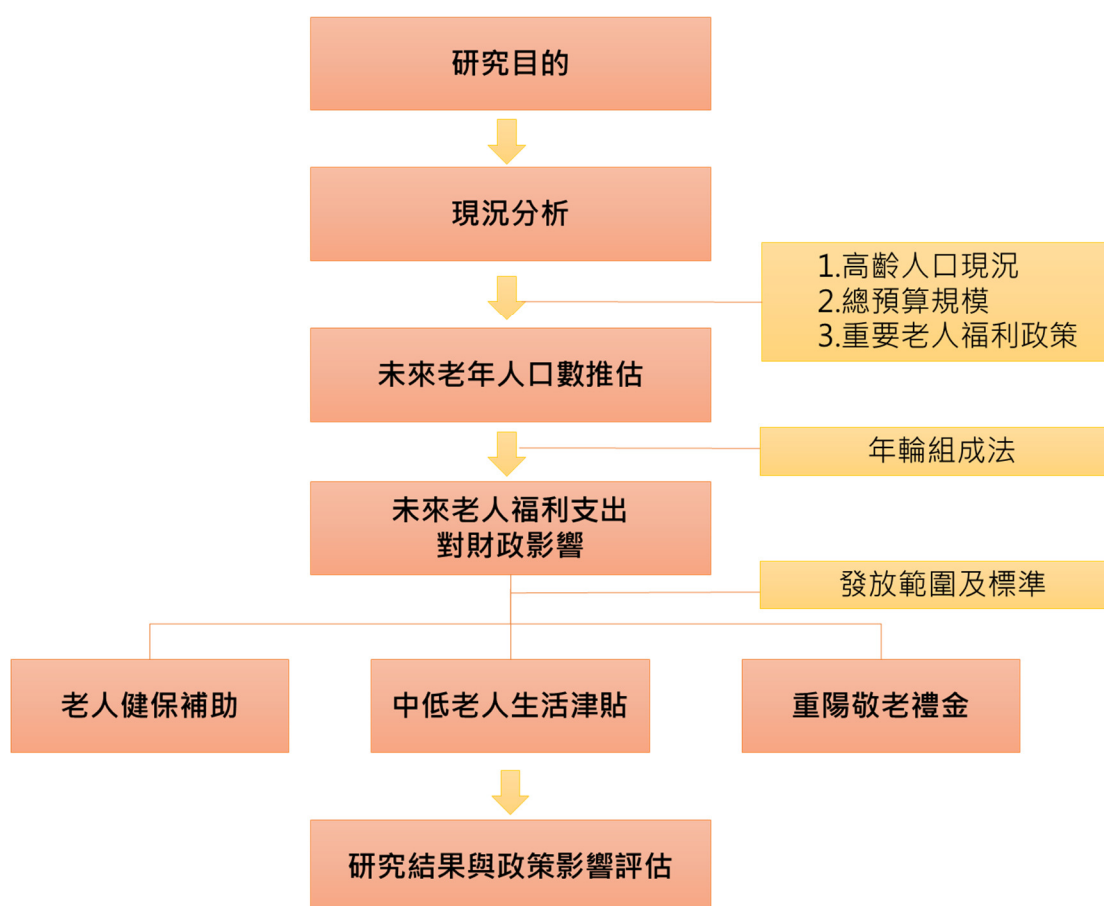 研究目的
現況分析
1.高齡人口現況
2.總預算規模
3.重要老人福利政策
未來老年人口數推估
年輪組成法
未來老人福利支出
對財政影響
發放範圍及標準
老人健保補助
中低老人生活津貼
重陽敬老禮金
研究結果與政策影響評估